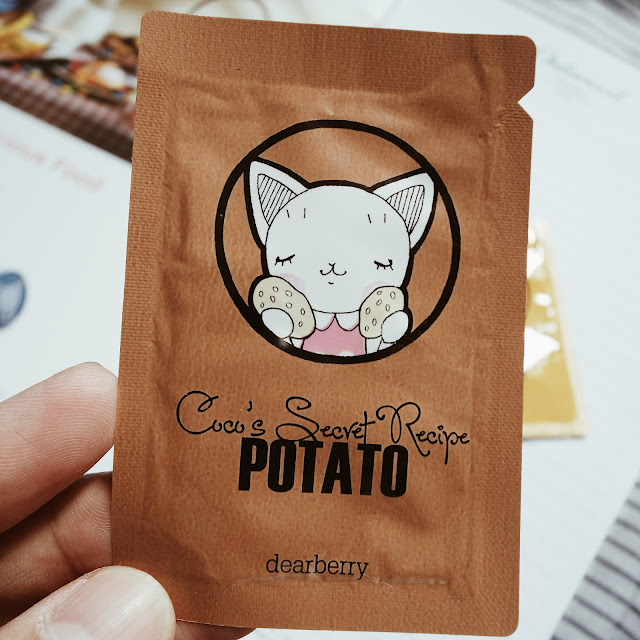 Coco's Secret Recipe
POTATO
dearberry